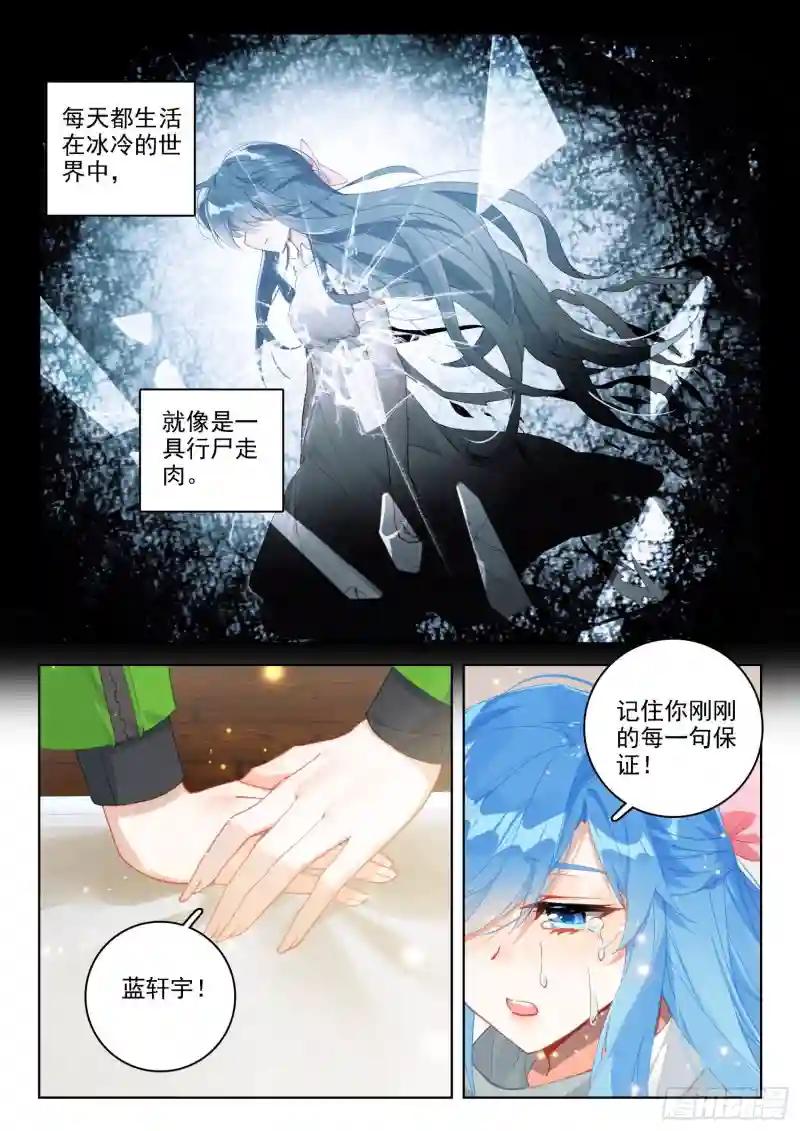 每天都生活
在冰冷的世
界中，
就像是一
具行尸走
肉。
记住你刚刚
的每一句保
证！
蓝轩宇！